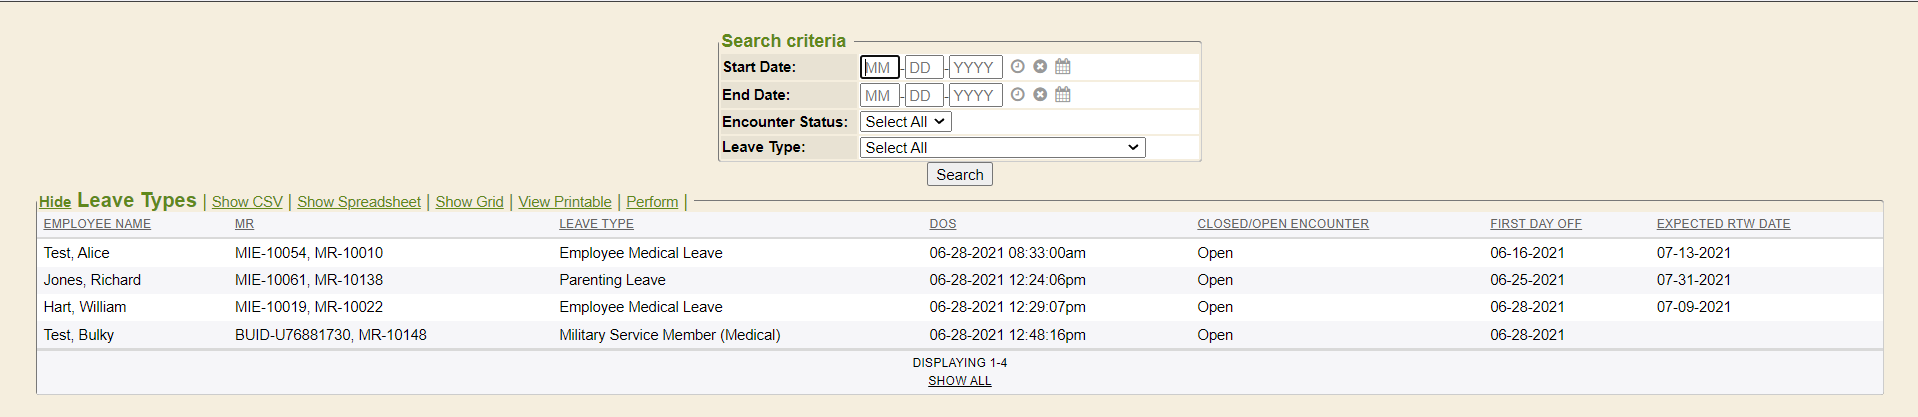 Search criteria
Start Date: MM - DD - YYYY
End Date: MM - DD - YYYY
Encounter Status: Select All
Leave Type: Select All
Search
Hide Leave Types | Show CSV | Show Spreadsheet | Show Grid | View Printable | Perform |
EMPLOYEE NAME MR LEAVE TYPE DOS CLOSED/OPEN ENCOUNTER FIRST DAY OFF EXPECTED RTW DATE
Test, Alice MIE-10054, MR-10010 Employee Medical Leave 06-28-2021 08:33:00am Open 06-16-2021 07-13-2021
Jones, Richard MIE-10061, MR-10138 Parenting Leave 06-28-2021 12:24:06pm Open 06-25-2021 07-31-2021
Hart, William MIE-10019, MR-10022 Employee Medical Leave 06-28-2021 12:29:07pm Open 06-28-2021 07-09-2021
Test, Bulky BUID-U76881730, MR-10148 Military Service Member (Medical) 06-28-2021 12:48:16pm Open 06-28-2021
DISPLAYING 1-4
SHOW ALL